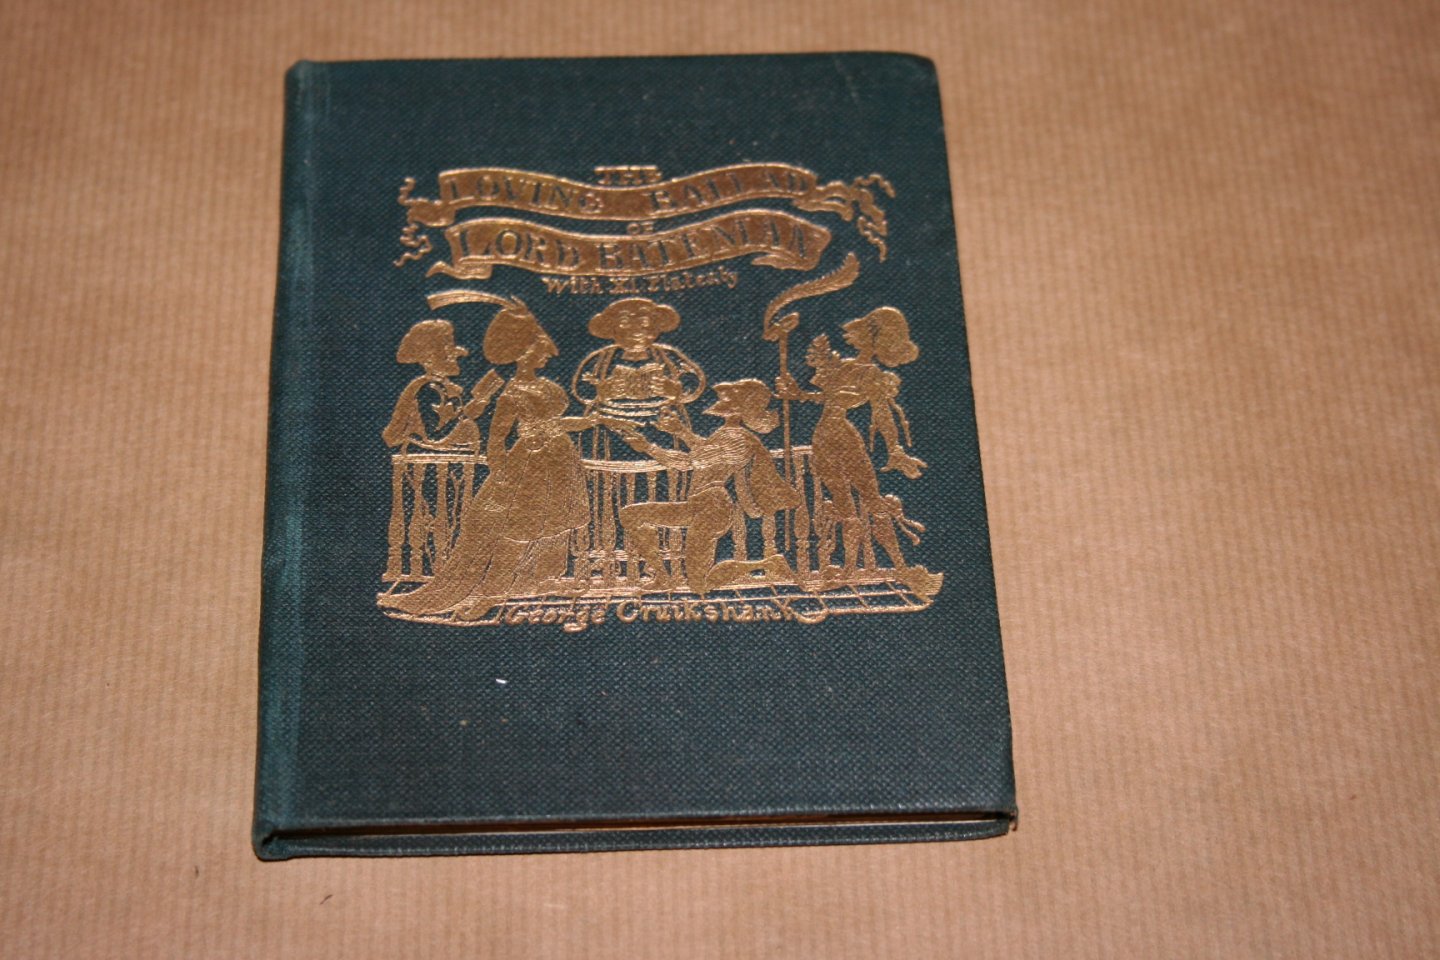 THE
LOVING BALLAD
OF
LORD BATEMAN
With XI. Plates by
George Cruikshank